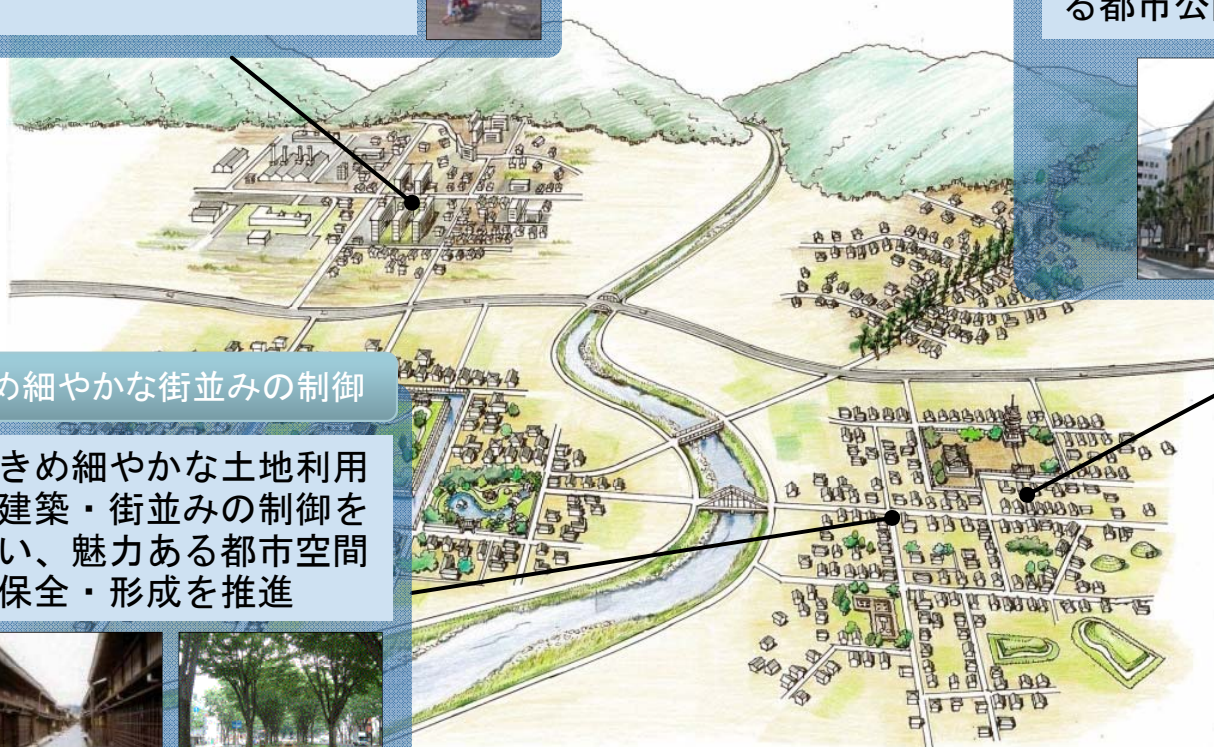 る都市公
め細やかな街並みの制御
きめ細やかな土地利用
建築・街並みの制御を
い、魅力ある都市空間
保全・形成を推進